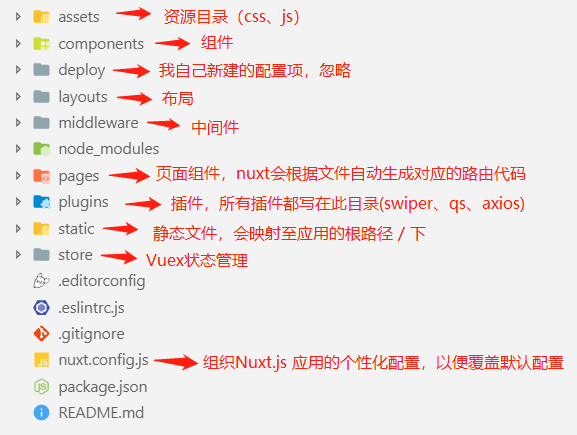 assets 资源目录（css、js）
components 组件
deploy 我自己新建的配置项，忽略
layouts 布局
middleware 中间件
node_modules
pages 页面组件，nuxt会根据文件自动生成对应的路由代码
plugins 插件，所有插件都写在此目录(swiper、qs、axios)
static 静态文件，会映射至应用的根路径 / 下
store Vuex状态管理
.editorconfig
.eslintrc.js
.gitignore
JS nuxt.config.js 组织Nuxt.js 应用的个性化配置，以便覆盖默认配置
JS package.json
i README.md